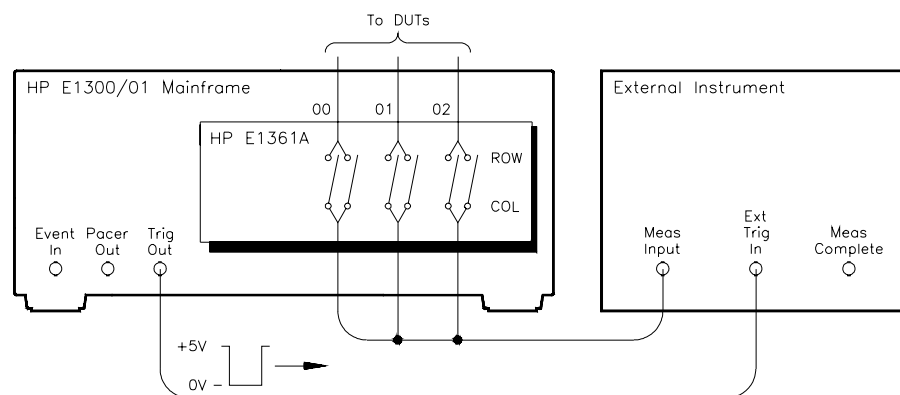 To DUTs
HP E1300/01 Mainframe
External Instrument
00 01 02
HP E1361A
ROW
COL
Event In
Pacer Out
Trig Out
Meas Input
Ext Trig In
Meas Complete
+5V
0V